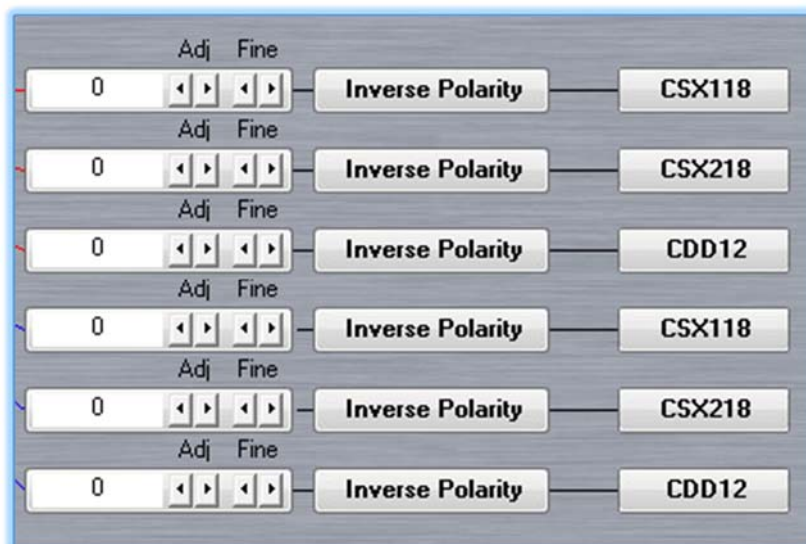 Adj Fine
0 Inverse Polarity CSX118
Adj Fine
0 Inverse Polarity CSX218
Adj Fine
0 Inverse Polarity CDD12
Adj Fine
0 Inverse Polarity CSX118
Adj Fine
0 Inverse Polarity CSX218
Adj Fine
0 Inverse Polarity CDD12